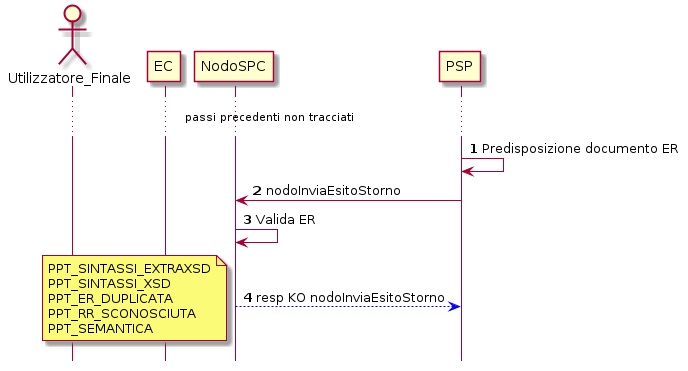 Utilizzatore_Finale
EC
NodoSPC
PSP
passi precedenti non tracciati
1 Predisposizione documento ER
2 nodoInviaEsitoStorno
3 Valida ER
PPT_SINTASSI_EXTRAXSD
PPT_SINTASSI_XSD
PPT_ER_DUPLICATA
PPT_RR_SCONOSCIUTA
PPT_SEMANTICA
4 resp KO nodoInviaEsitoStorno